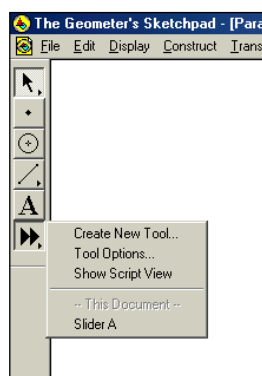 The Geometer's Sketchpad - [Para
File Edit Display Construct Trans
A
Create New Tool...
Tool Options...
Show Script View
-- This Document --
Slider A